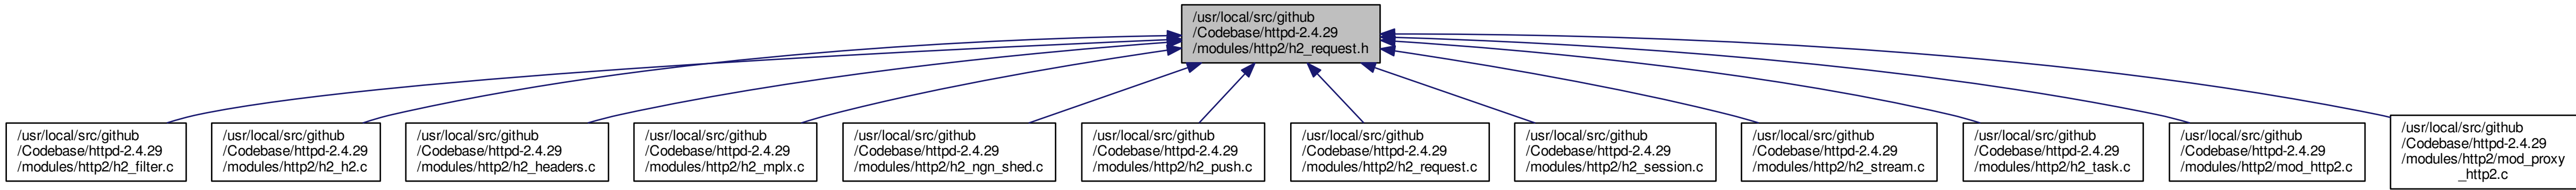 /usr/local/src/github
/Codebase/httpd-2.4.29
/modules/http2/h2_request.h
/usr/local/src/github
/Codebase/httpd-2.4.29
/modules/http2/h2_filter.c
/usr/local/src/github
/Codebase/httpd-2.4.29
/modules/http2/h2_h2.c
/usr/local/src/github
/Codebase/httpd-2.4.29
/modules/http2/h2_headers.c
/usr/local/src/github
/Codebase/httpd-2.4.29
/modules/http2/h2_mplx.c
/usr/local/src/github
/Codebase/httpd-2.4.29
/modules/http2/h2_ngn_shed.c
/usr/local/src/github
/Codebase/httpd-2.4.29
/modules/http2/h2_push.c
/usr/local/src/github
/Codebase/httpd-2.4.29
/modules/http2/h2_request.c
/usr/local/src/github
/Codebase/httpd-2.4.29
/modules/http2/h2_session.c
/usr/local/src/github
/Codebase/httpd-2.4.29
/modules/http2/h2_stream.c
/usr/local/src/github
/Codebase/httpd-2.4.29
/modules/http2/h2_task.c
/usr/local/src/github
/Codebase/httpd-2.4.29
/modules/http2/mod_http2.c
/usr/local/src/github
/Codebase/httpd-2.4.29
/modules/http2/mod_proxy
_http2.c